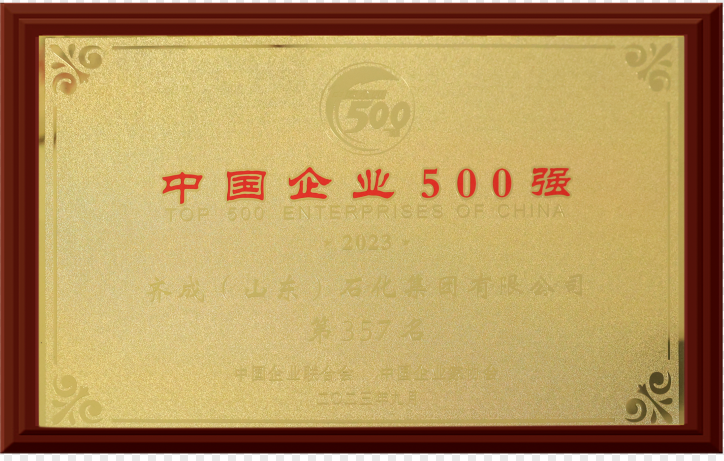 500
中国企业500强
TOP 500 ENTERPRISES OF CHINA
·2023·
齐成（山东）石化集团有限公司
第357名
中国企业联合会 中国企业家协会
二〇二三年九月